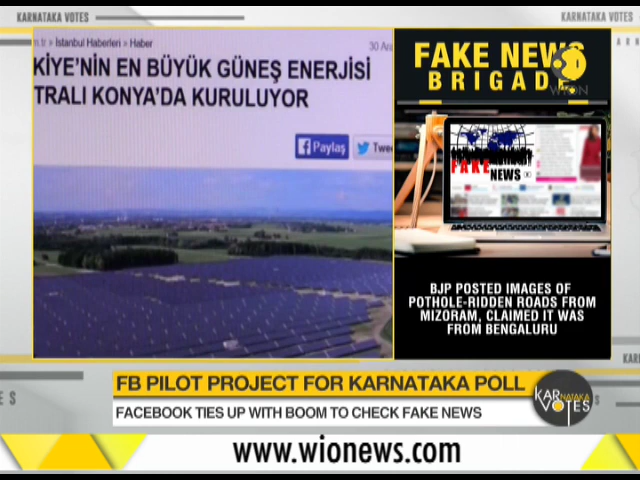 KARNATAKA VOTES
KARNATAKA VOTES
> İstanbul Haberleri > Haber
30 Ara
KİYE'NİN EN BÜYÜK GÜNEŞ ENERJİSİ
TRALI KONYA'DA KURULUYOR
Paylaş
Twee
FAKE NEWS
BRIGADE
WION
FAKE
NEWS
BJP POSTED IMAGES OF
POTHOLE-RIDDEN ROADS FROM
MIZORAM, CLAIMED IT WAS
FROM BENGALURU
FB PILOT PROJECT FOR KARNATAKA POLL
FACEBOOK TIES UP WITH BOOM TO CHECK FAKE NEWS
KARNATAKA
VOTES
www.wionews.com